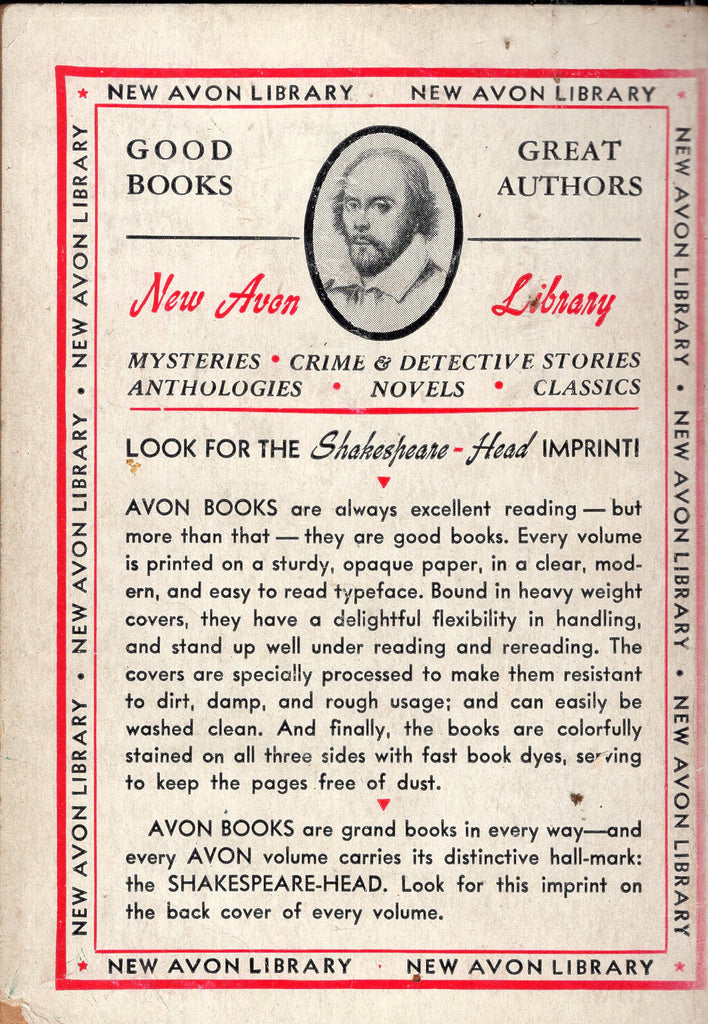 NEW AVON LIBRARY · NEW AVON LIBRARY
NEW AVON LIBRARY • NEW AVON LIBRARY • NEW AVON LIBRARY
GOOD BOOKS
GREAT AUTHORS
New Avon Library
MYSTERIES • CRIME & DETECTIVE STORIES
ANTHOLOGIES • NOVELS • CLASSICS
LOOK FOR THE Shakespeare-Head IMPRINT!
AVON BOOKS are always excellent reading — but
more than that — they are good books. Every volume
is printed on a sturdy, opaque paper, in a clear, mod-
ern, and easy to read typeface. Bound in heavy weight
covers, they have a delightful flexibility in handling,
and stand up well under reading and rereading. The
covers are specially processed to make them resistant
to dirt, damp, and rough usage; and can easily be
washed clean. And finally, the books are colorfully
stained on all three sides with fast book dyes, serving
to keep the pages free of dust.
AVON BOOKS are grand books in every way—and
every AVON volume carries its distinctive hall-mark:
the SHAKESPEARE-HEAD. Look for this imprint on
the back cover of every volume.
NEW AVON LIBRARY • NEW AVON LIBRARY • NEW AVON LIBRARY
NEW AVON LIBRARY · NEW AVON LIBRARY